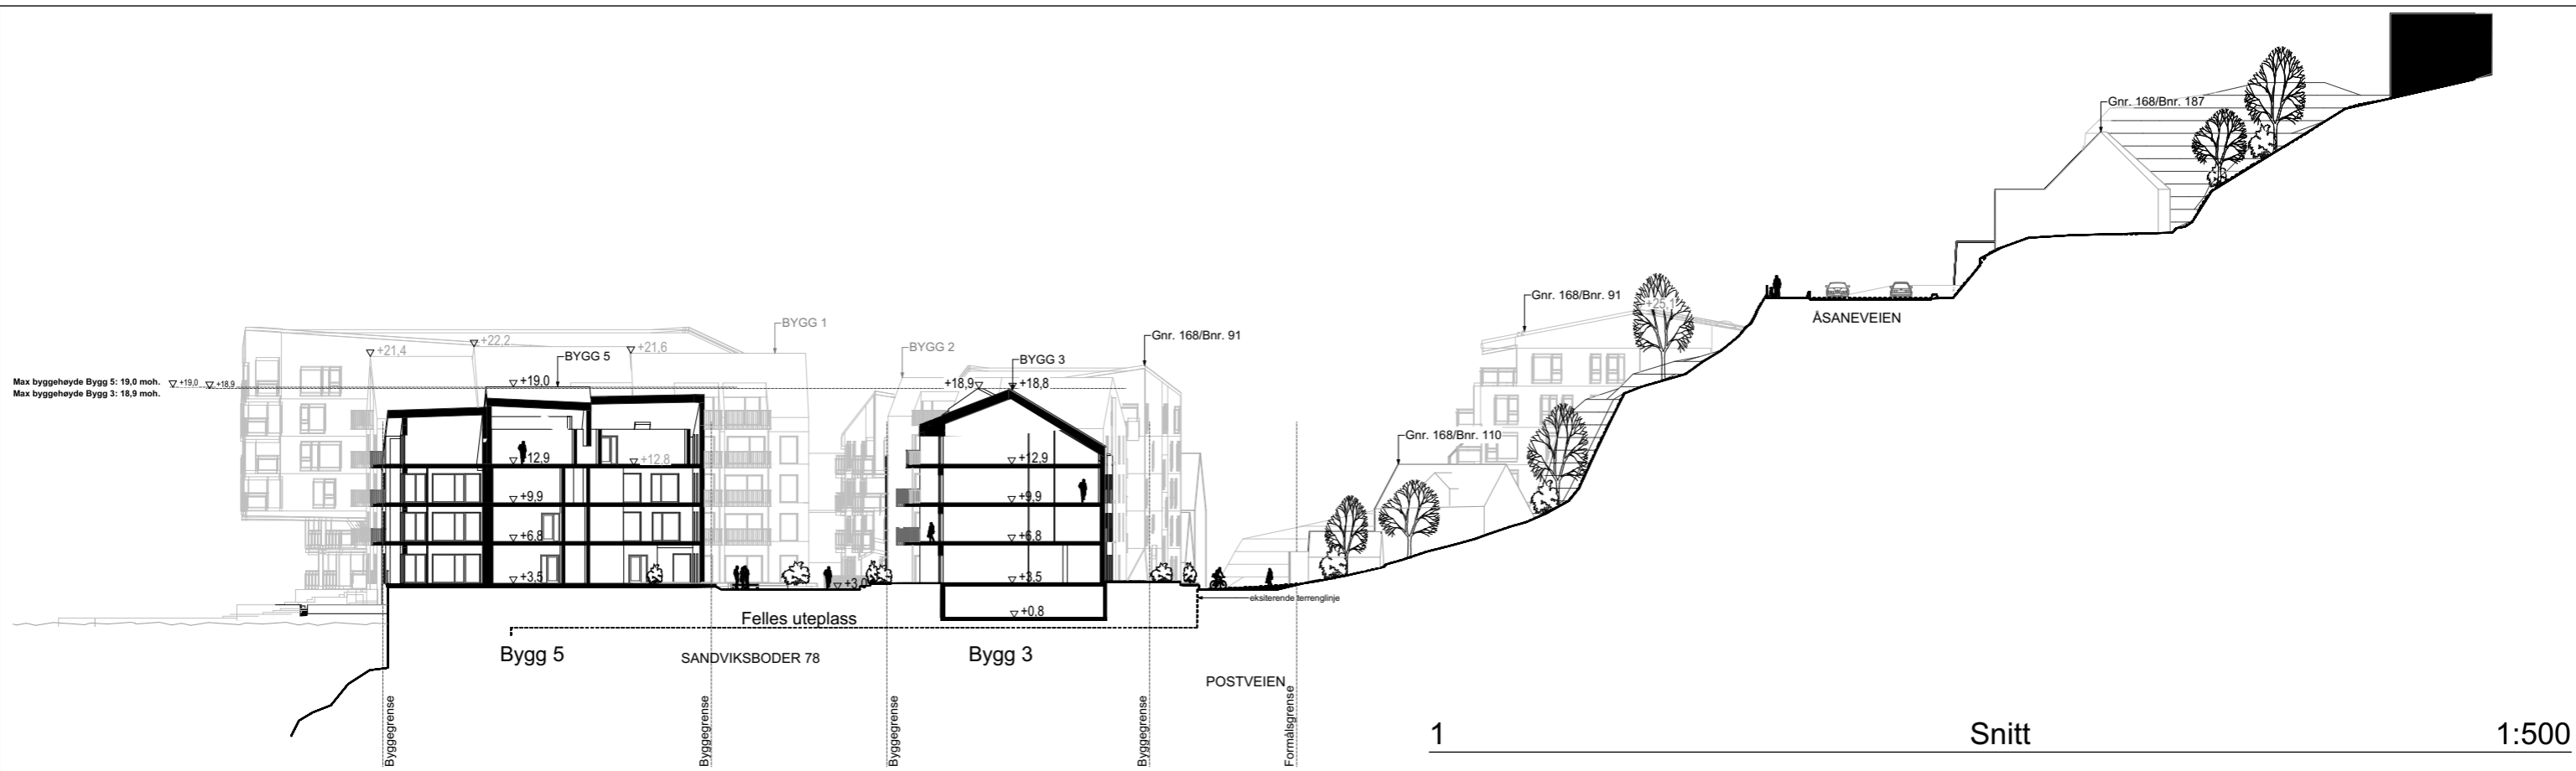 Gnr. 168/Bnr. 187
Gnr. 168/Bnr. 91
+25,1
ÅSANEVEIEN
BYGG 1
Gnr. 168/Bnr. 91
+22,2
+21,4
+21,6
BYGG 5
BYGG 2
BYGG 3
Max byggehøyde Bygg 5: 19,0 moh.
+19,0
+18,9
Max byggehøyde Bygg 3: 18,9 moh.
+19,0
+18,9
+18,8
Gnr. 168/Bnr. 110
+12,9
+12,8
+12,9
+9,9
+9,9
+6,8
+6,8
+3,5
+3,0
+3,5
eksiterende terrenglinje
+0,8
Felles uteplass
Bygg 5
SANDVIKSBODER 78
Bygg 3
POSTVEIEN
Byggegrense
Byggegrense
Byggegrense
Byggegrense
Formålsgrense
1 Snitt 1:500